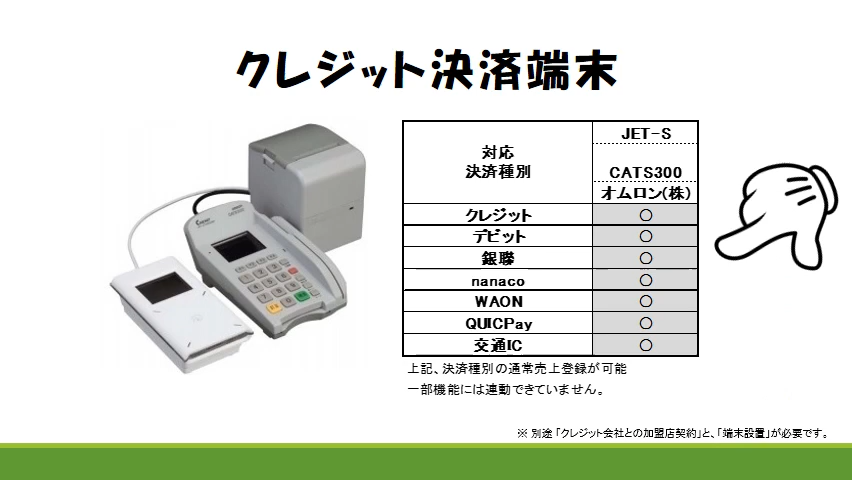 クレジット決済端末
対応
決済種別
JET-S
CATS300
オムロン(株)
クレジット ○
デビット ○
銀聯 ○
nanaco ○
WAON ○
QUICPay ○
交通IC ○
上記、決済種別の通常売上登録が可能
一部機能には連動できていません。
※ 別途 「クレジット会社との加盟店契約」と、「端末設置」が必要です。